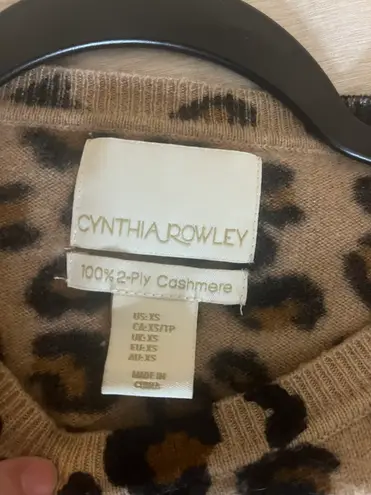 CYNTHIA ROWLEY
100% 2-Ply Cashmere
US:XS
CA:XS/TP
UK:XS
EU:XS
AU:XS
MADE IN
CHINA